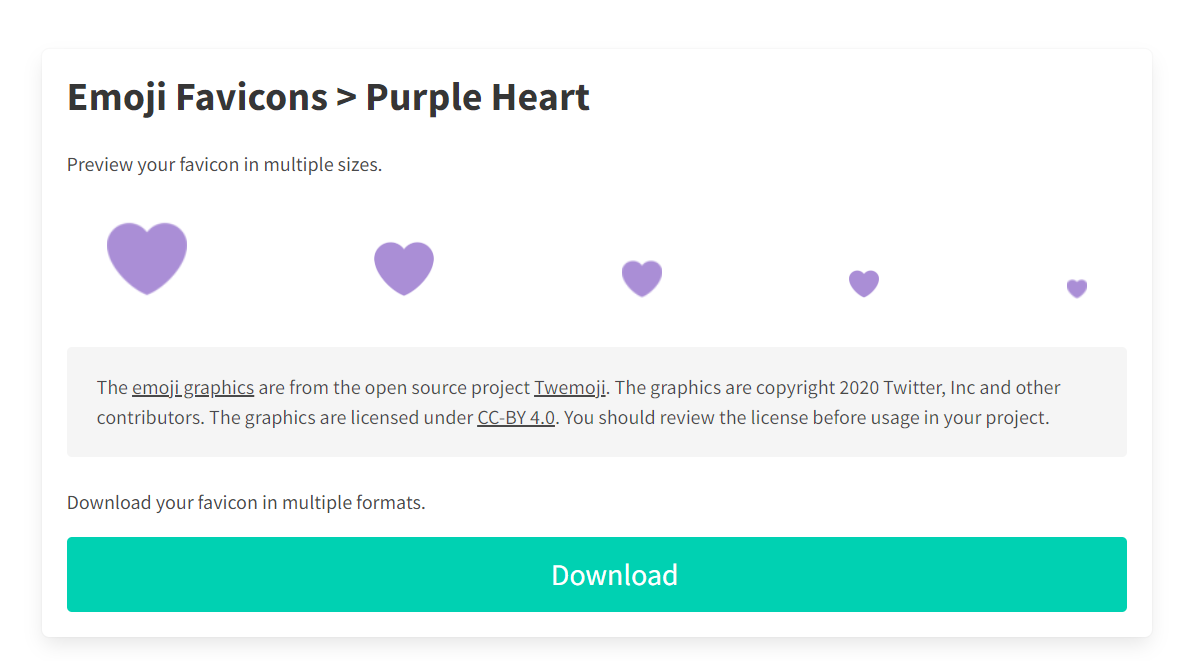 Emoji Favicons > Purple Heart
Preview your favicon in multiple sizes.
The emoji graphics are from the open source project Twemoji. The graphics are copyright 2020 Twitter, Inc and other
contributors. The graphics are licensed under CC-BY 4.0. You should review the license before usage in your project.
Download your favicon in multiple formats.
Download